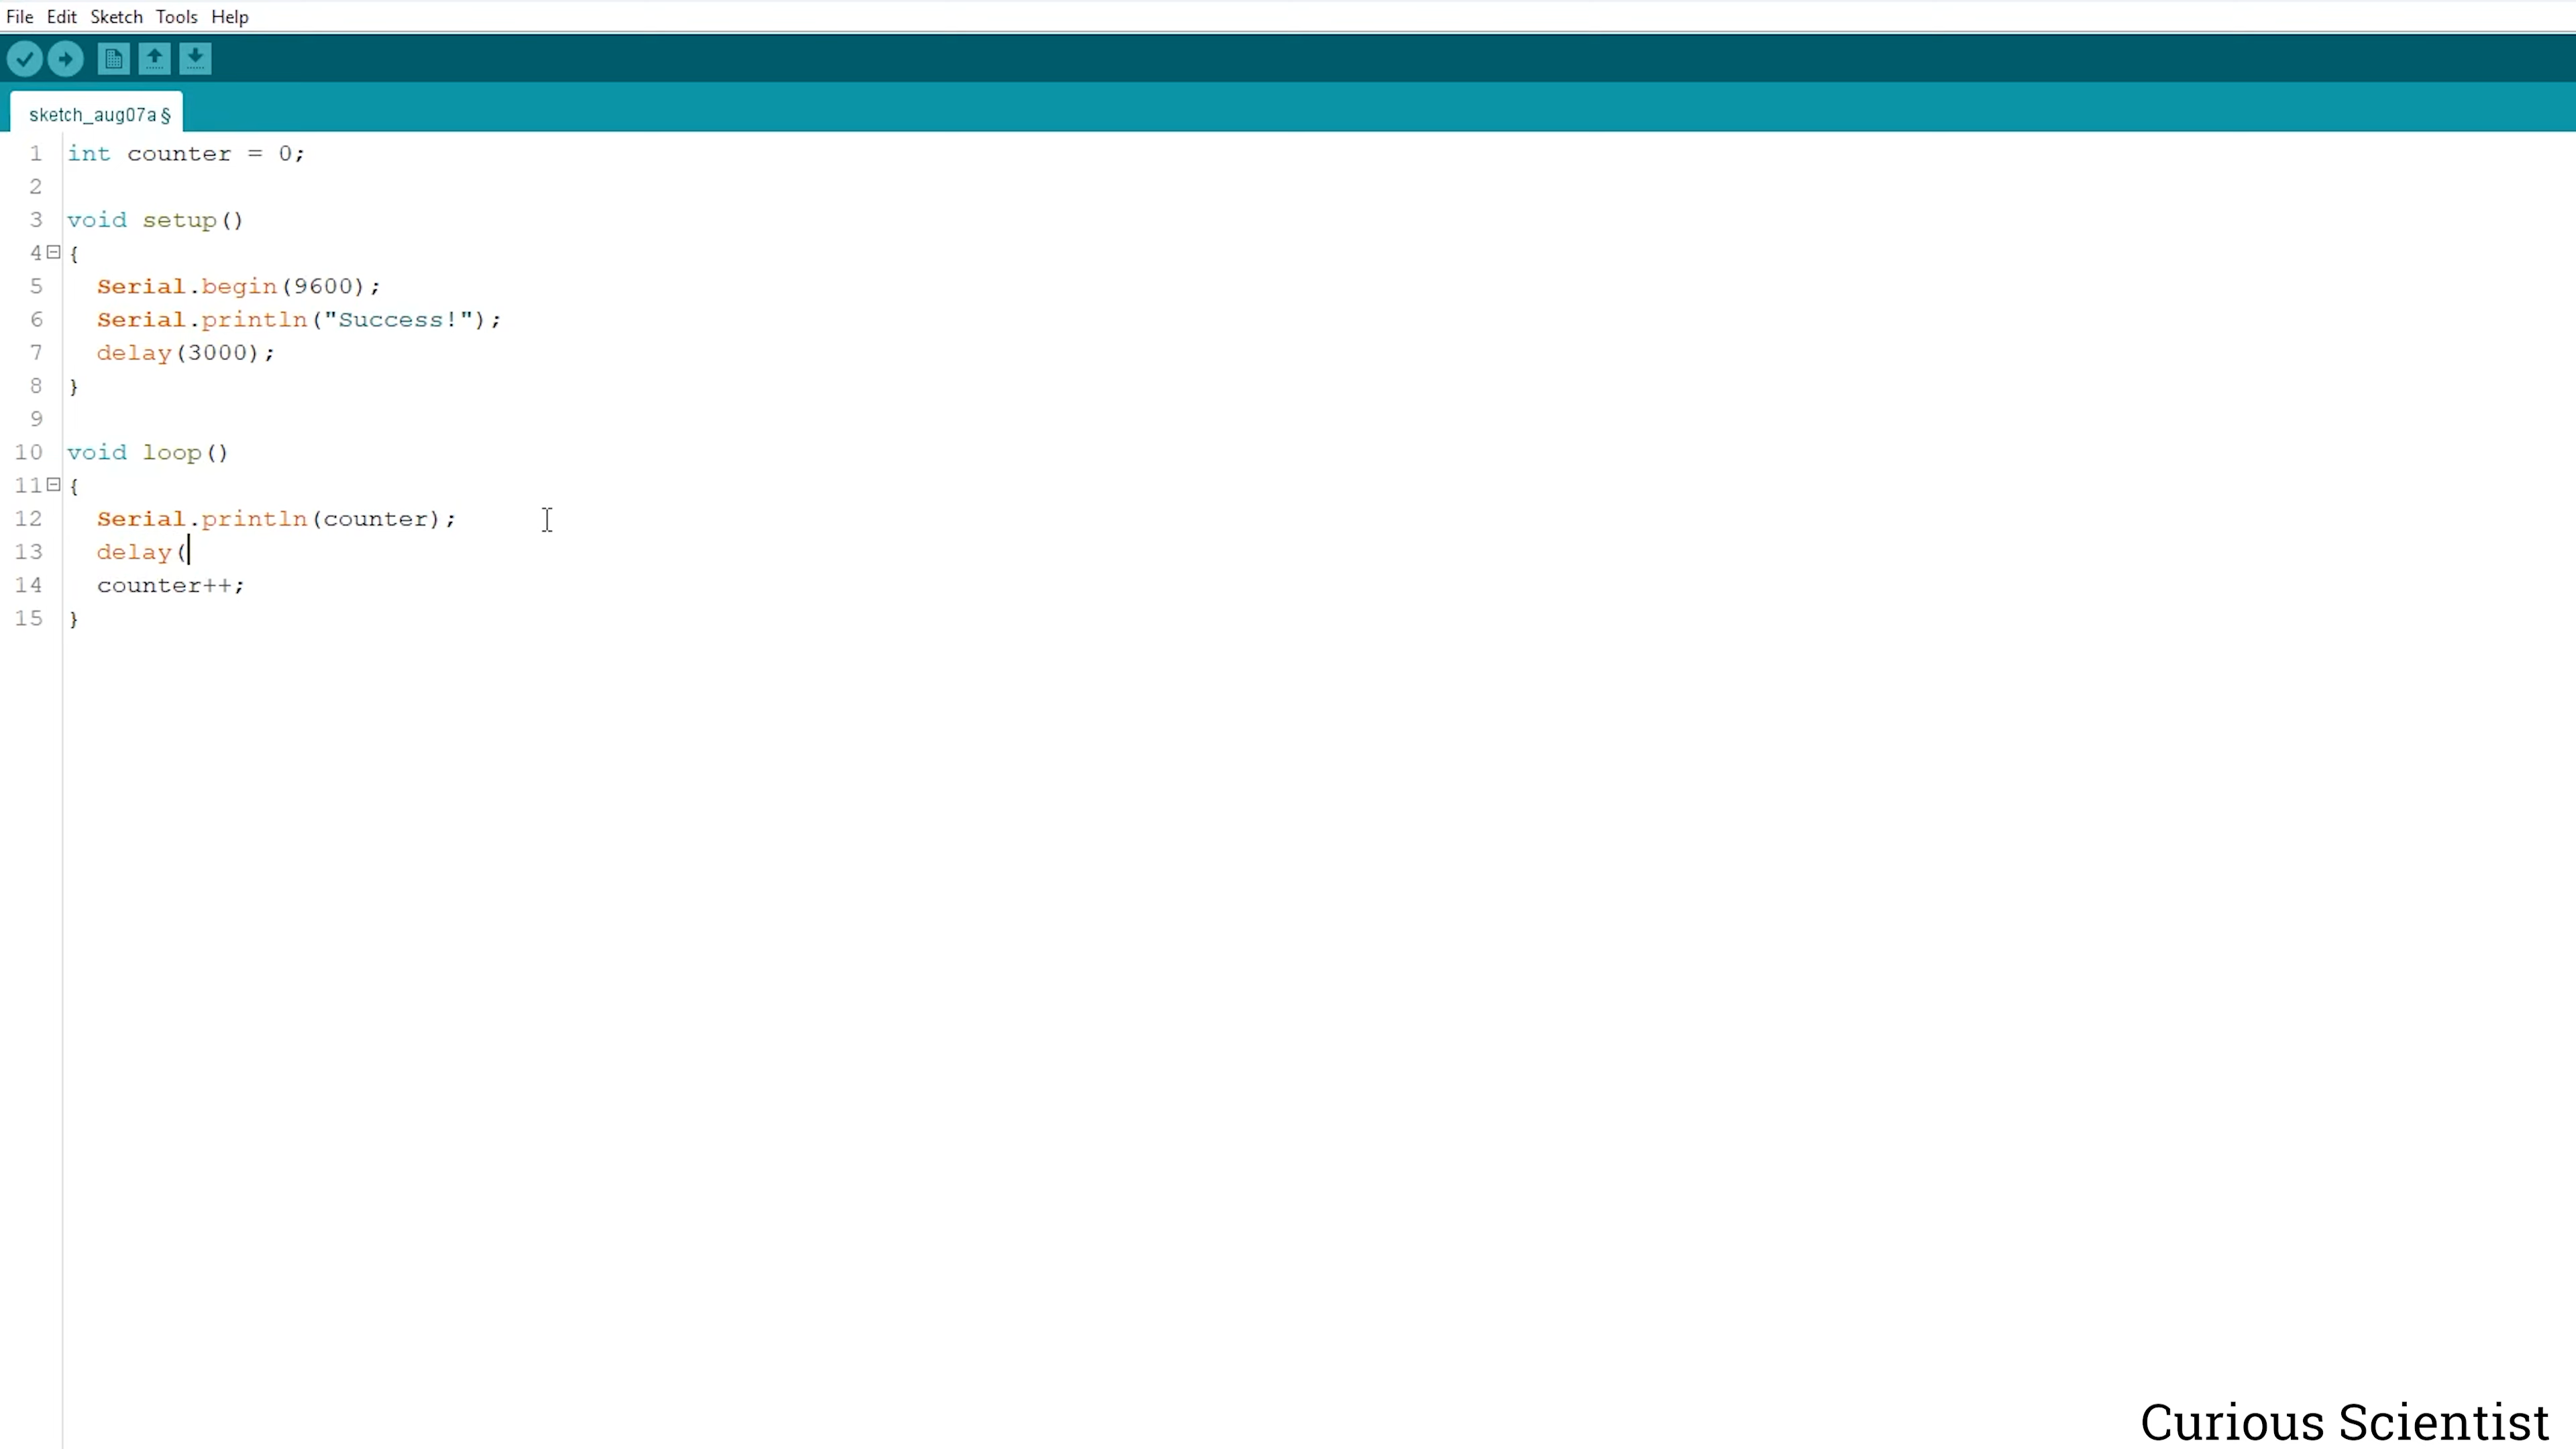 File Edit Sketch Tools Help
sketch_aug07a §
1 int counter = 0;
2
3 void setup()
4 {
5   Serial.begin(9600);
6   Serial.println("Success!");
7   delay(3000);
8 }
9
10 void loop()
11 {
12   Serial.println(counter);
13   delay(
14   counter++;
15 }
Curious Scientist